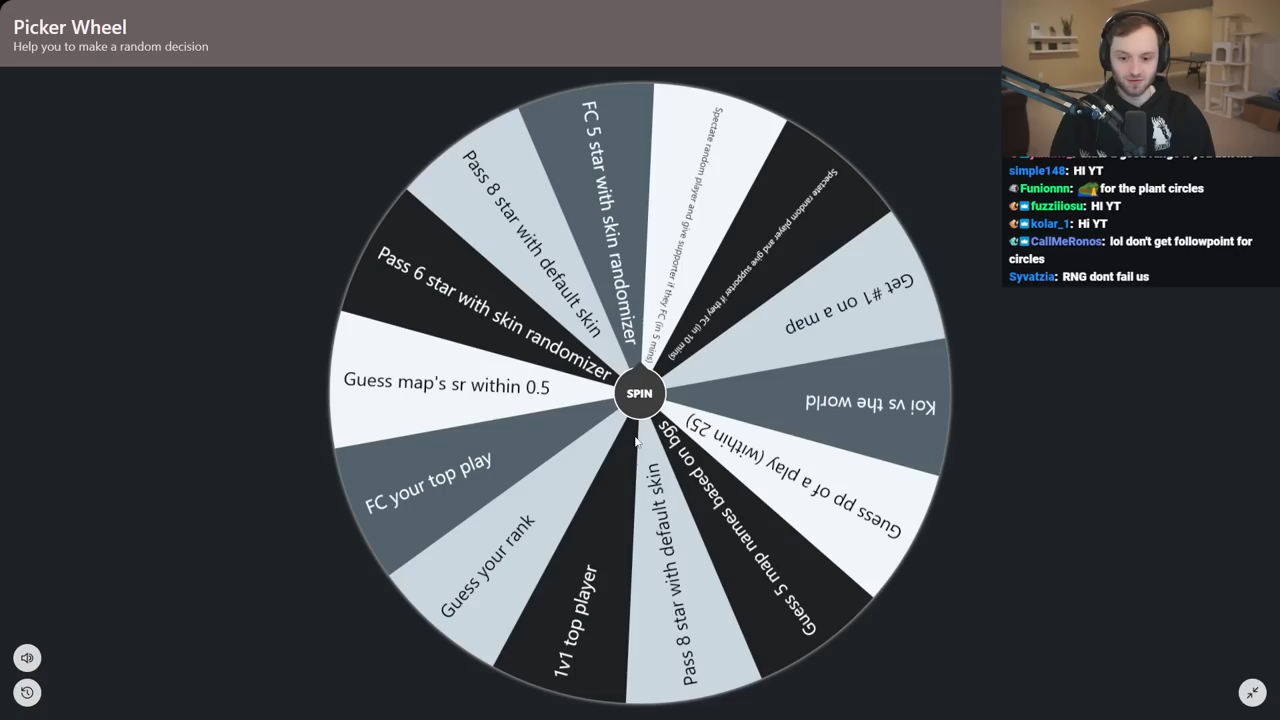 Picker Wheel
Help you to make a random decision
FC 5 star with skin randomizer
Spectate random player and give supporter if they FC (in 5 mins)
Spectate random player and give supporter if they FC (in 10 mins)
Get #1 on a map
Koi vs the world
Guess pp of a play (within 25)
Guess 5 map names based on bgs
Pass 8 star with default skin
1v1 top player
Guess your rank
FC your top play
Guess map's sr within 0.5
Pass 6 star with skin randomizer
Pass 8 star with default skin
SPIN
simple148: HI YT
Funionnn: for the plant circles
fuzziiiosu: HI YT
kolar_1: Hi YT
CallMeRonos: lol don't get followpoint for
circles
Syvatzia: RNG dont fail us